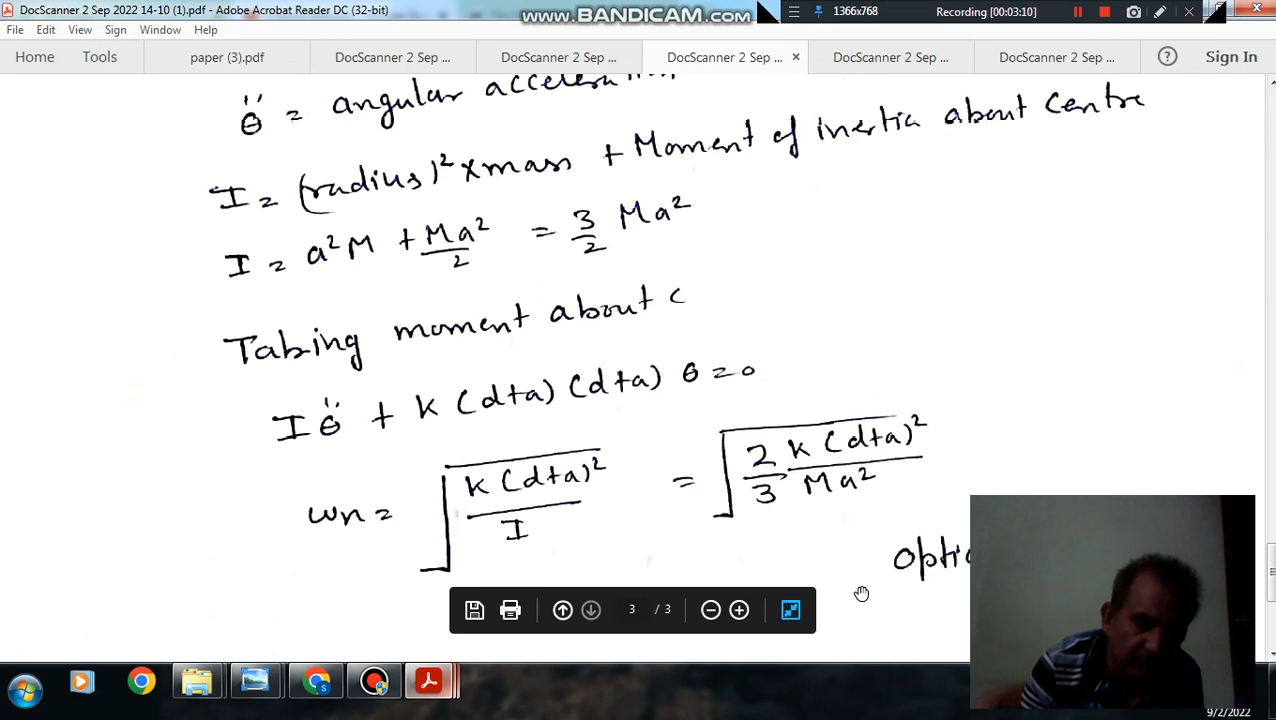 DocScanner 2 Sep 2022 14-10 (1).pdf - Adobe Acrobat Reader DC (32-bit)
www.BANDICAM.com
1366x768
Recording [00:03:10]
File Edit View Sign Window Help
Home Tools paper (3).pdf DocScanner 2 Sep ... DocScanner 2 Sep ... DocScanner 2 Sep ... × DocScanner 2 Sep ... DocScanner 2 Sep ... Sign In
θ̈ = angular acceleration
I = (radius)² × mass + Moment of inertia about Centre
I = a²M + Ma²/2 = 3/2 Ma²
Taking moment about c
Iθ̈ + K (d+a) (d+a) θ = 0
ωn = √(K (d+a)²/I) = √(2/3 K (d+a)²/Ma²)
3 / 3
9/2/2022